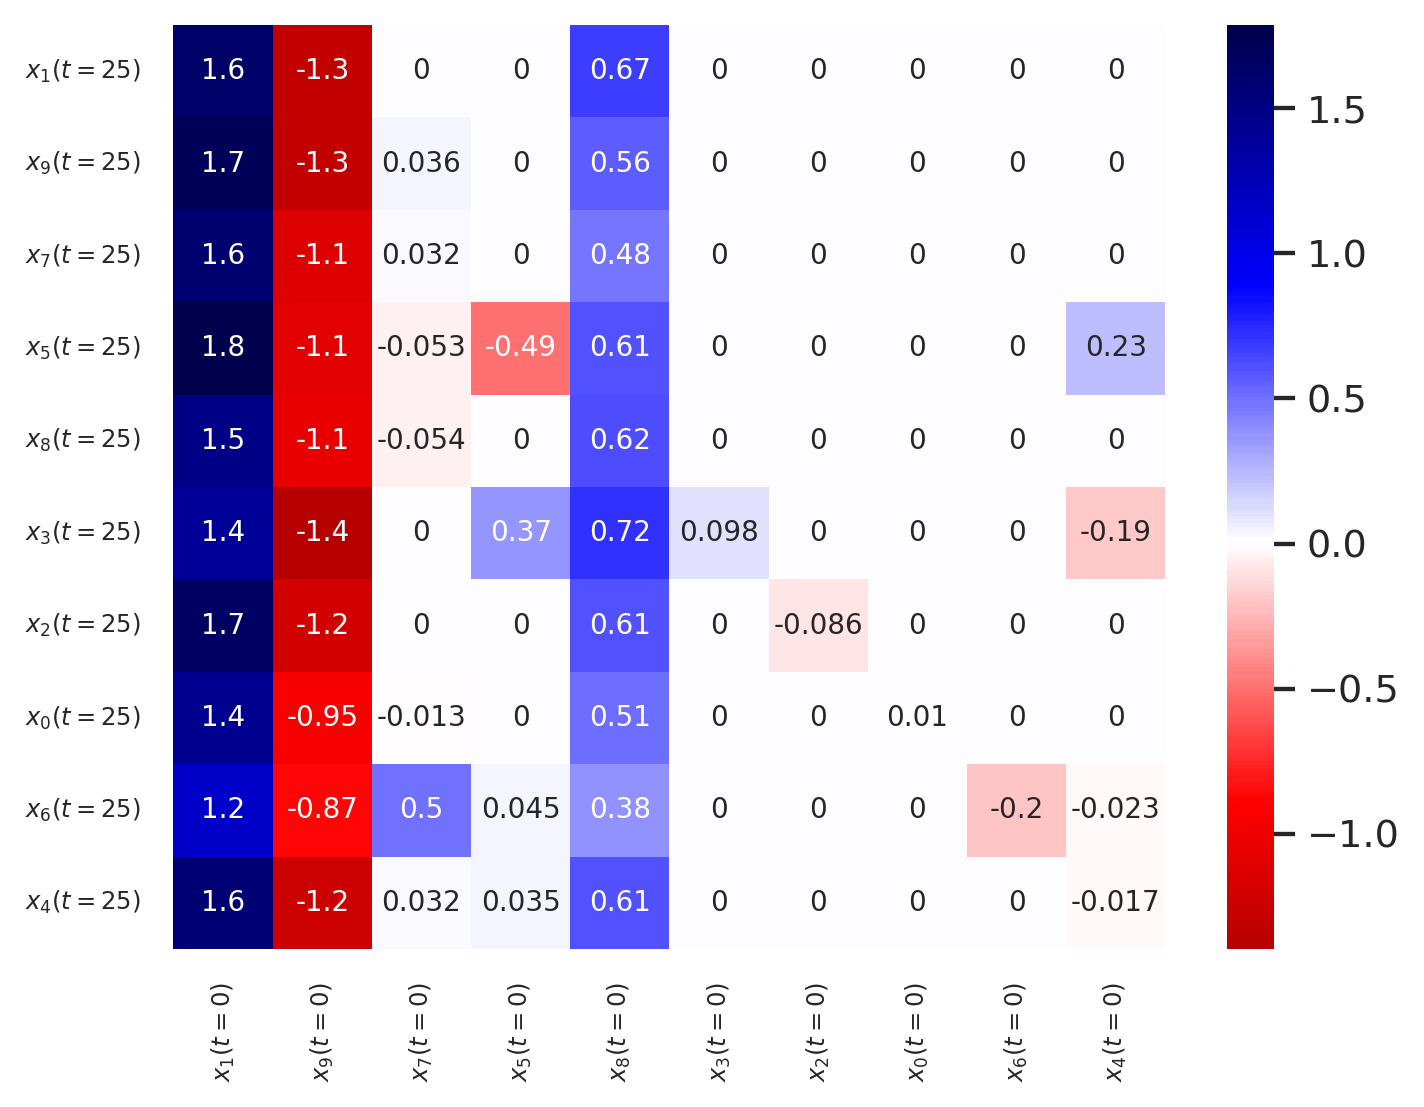 x₁(t = 25) 1.6 -1.3 0 0 0.67 0 0 0 0 0
x₉(t = 25) 1.7 -1.3 0.036 0 0.56 0 0 0 0 0
x₇(t = 25) 1.6 -1.1 0.032 0 0.48 0 0 0 0 0
x₅(t = 25) 1.8 -1.1 -0.053 -0.49 0.61 0 0 0 0 0.23
x₈(t = 25) 1.5 -1.1 -0.054 0 0.62 0 0 0 0 0
x₃(t = 25) 1.4 -1.4 0 0.37 0.72 0.098 0 0 0 -0.19
x₂(t = 25) 1.7 -1.2 0 0 0.61 0 -0.086 0 0 0
x₀(t = 25) 1.4 -0.95 -0.013 0 0.51 0 0 0.01 0 0
x₆(t = 25) 1.2 -0.87 0.5 0.045 0.38 0 0 0 -0.2 -0.023
x₄(t = 25) 1.6 -1.2 0.032 0.035 0.61 0 0 0 0 -0.017
x₁(t = 0)
x₉(t = 0)
x₇(t = 0)
x₅(t = 0)
x₈(t = 0)
x₃(t = 0)
x₂(t = 0)
x₀(t = 0)
x₆(t = 0)
x₄(t = 0)
1.5
1.0
0.5
0.0
−0.5
−1.0